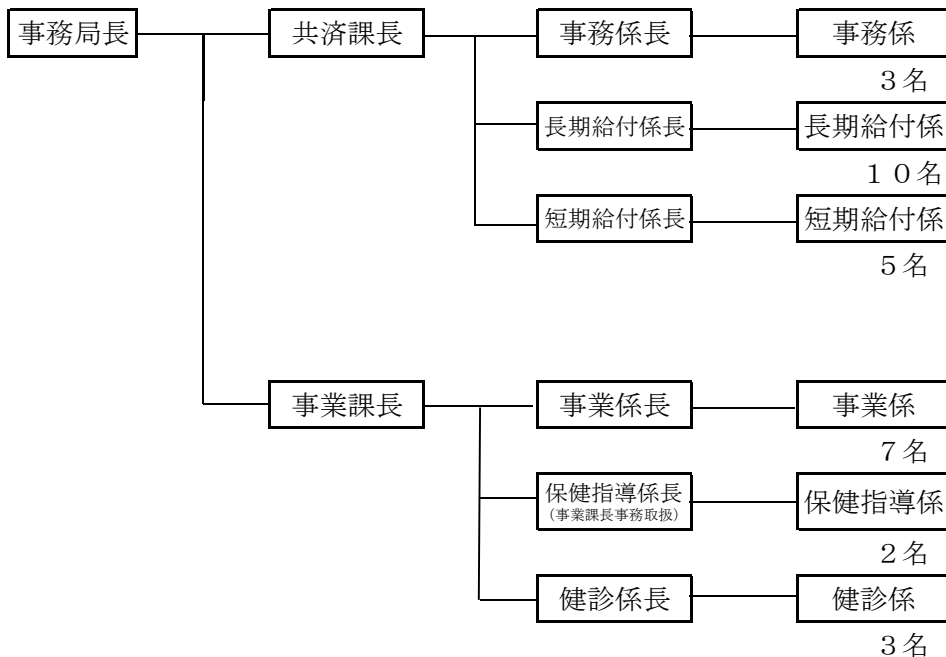 事務局長 共済課長 事務係長 事務係
３名
長期給付係長 長期給付係
１０名
短期給付係長 短期給付係
５名
事業課長 事業係長 事業係
７名
保健指導係長 保健指導係
(事業課長事務取扱)
２名
健診係長 健診係
３名